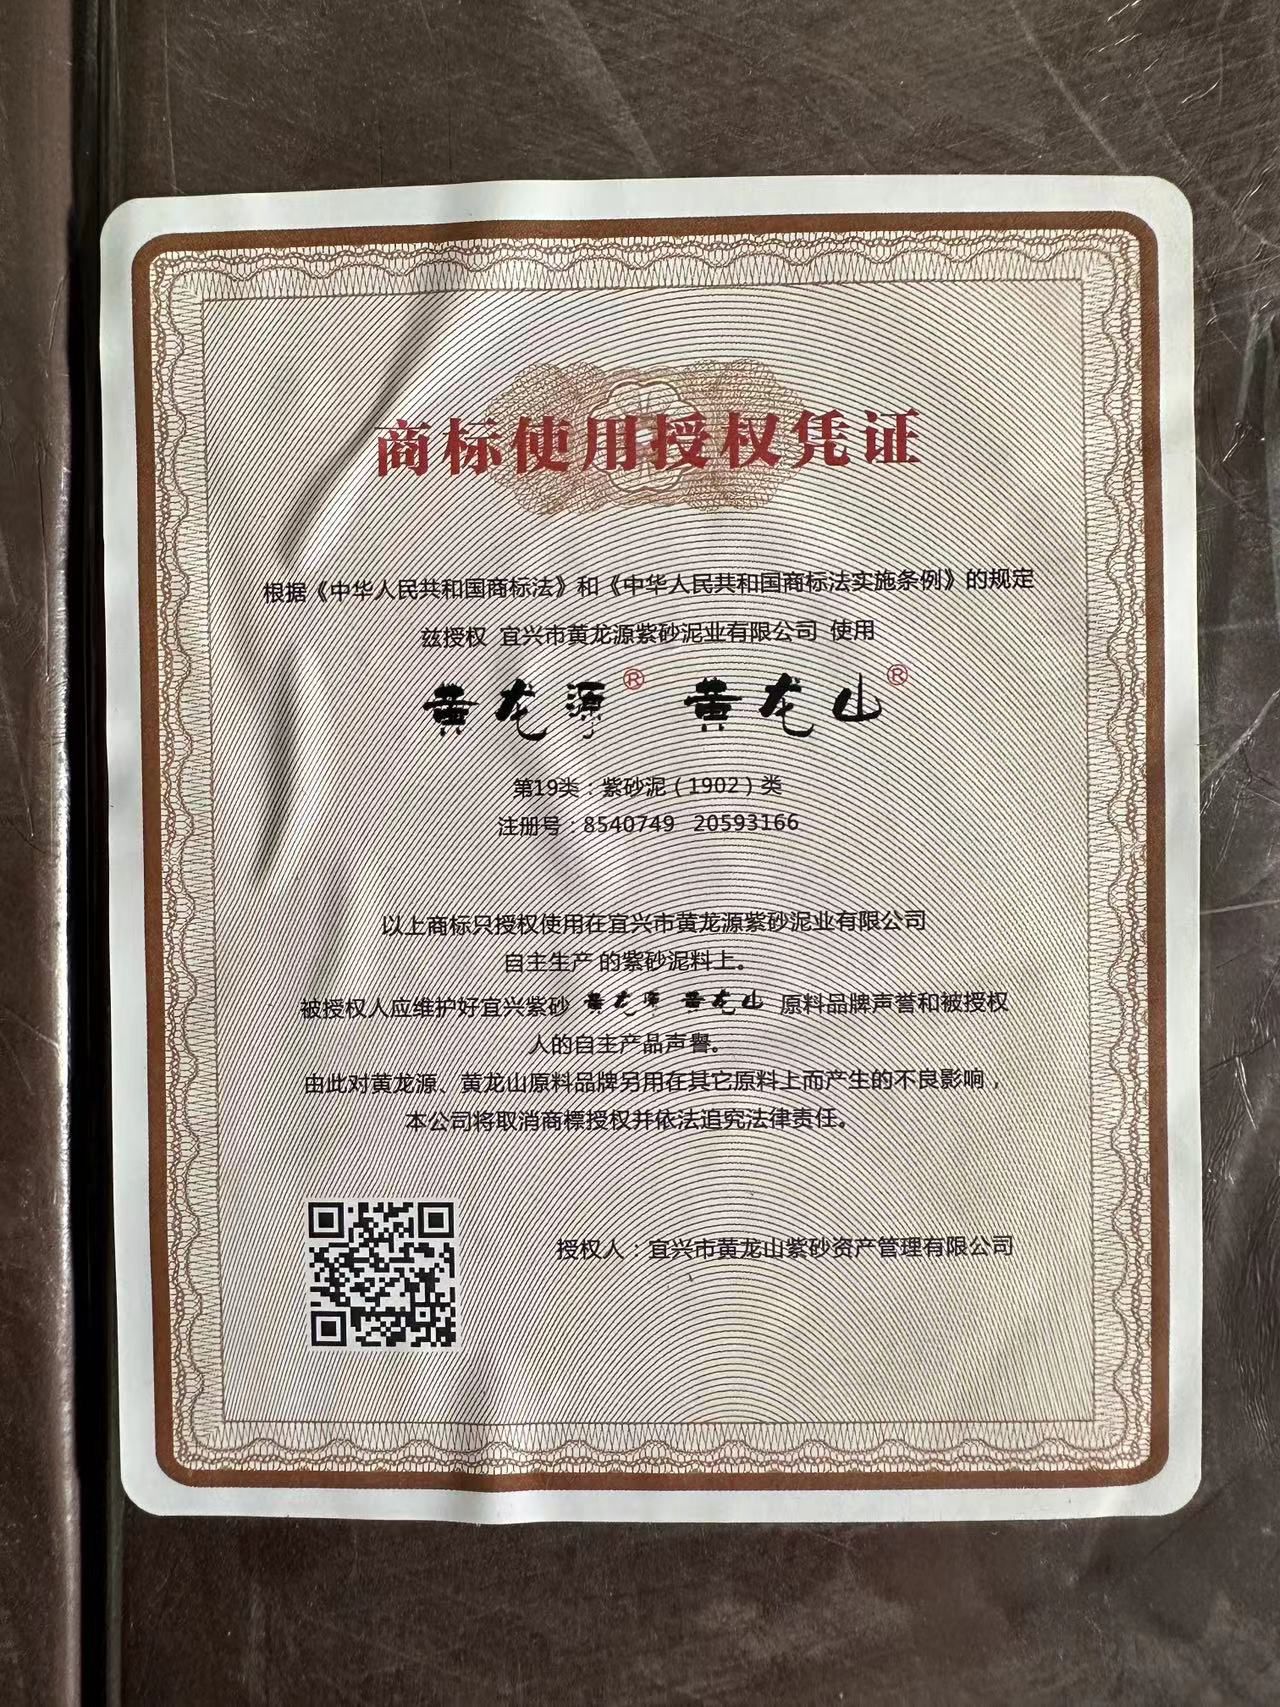 商标使用授权凭证
根据《中华人民共和国商标法》和《中华人民共和国商标法实施条例》的规定
兹授权 宜兴市黄龙源紫砂泥业有限公司 使用
黄龙源® 黄龙山®
第19类：紫砂泥（1902）类
注册号：8540749 20593166
以上商标只授权使用在宜兴市黄龙源紫砂泥业有限公司
自主生产 的紫砂泥料上。
被授权人应维护好宜兴紫砂 黄龙源 黄龙山 原料品牌声誉和被授权
人的自主产品声誉。
由此对黄龙源、黄龙山原料品牌另用在其它原料上而产生的不良影响，
本公司将取消商標授权并依法追究法律责任。
授权人：宜兴市黄龙山紫砂资产管理有限公司